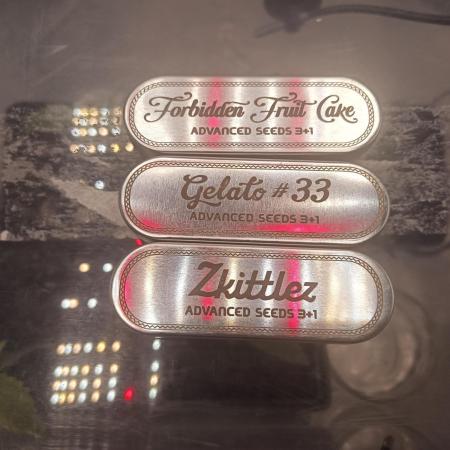 Forbidden Fruit Cake
ADVANCED SEEDS 3+1
Gelato #33
ADVANCED SEEDS 3+1
Zkittlez
ADVANCED SEEDS 3+1